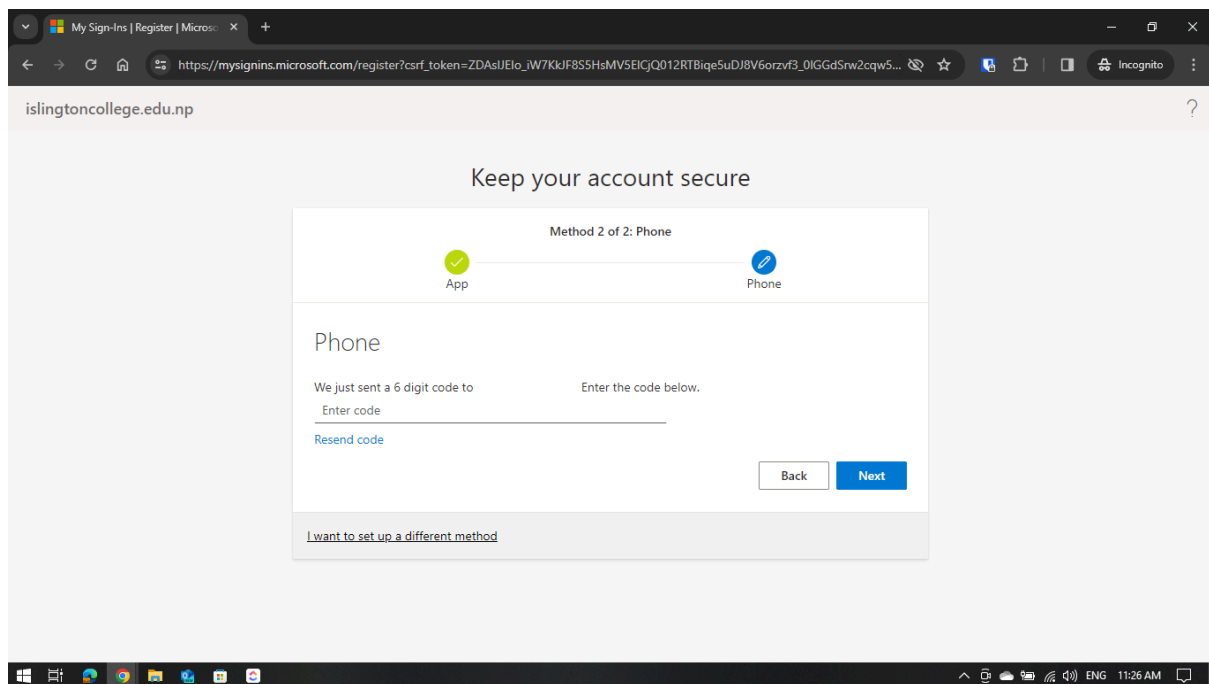 My Sign-Ins | Register | Microsc
https://mysignins.microsoft.com/register?csrf_token=ZDAslJElo_iW7KkJF8S5HsMV5ElCjQ012RTBiqe5uDJ8V6orzvf3_0lGGdSrw2cqw5...
Incognito
islingtoncollege.edu.np
?
Keep your account secure
Method 2 of 2: Phone
App Phone
Phone
We just sent a 6 digit code to Enter the code below.
Enter code
Resend code
Back Next
I want to set up a different method
ENG 11:26 AM